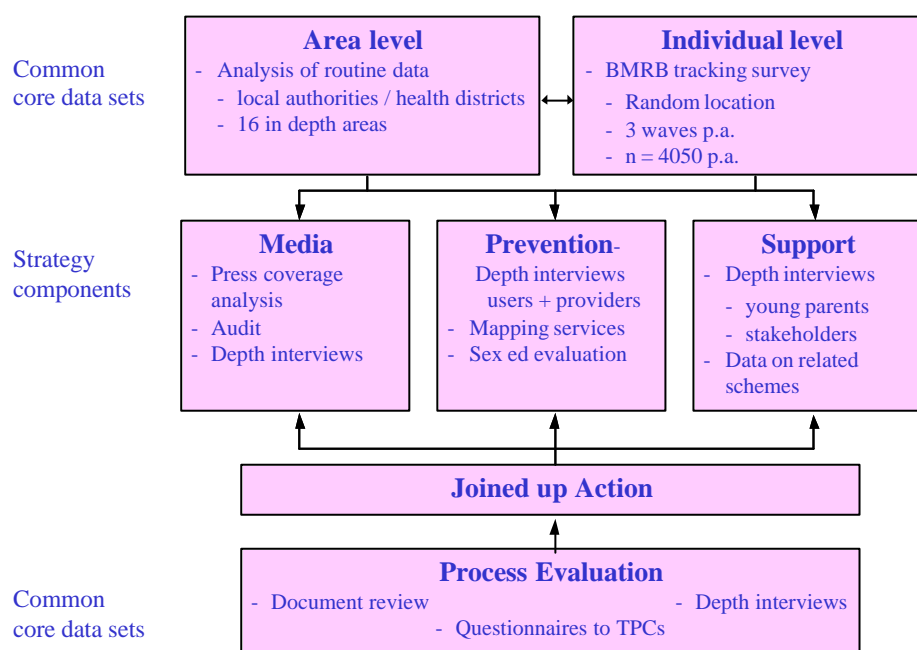 Common
core data sets
Area level
- Analysis of routine data
- local authorities / health districts
- 16 in depth areas
Individual level
- BMRB tracking survey
- Random location
- 3 waves p.a.
- n = 4050 p.a.
Strategy
components
Media
- Press coverage
analysis
- Audit
- Depth interviews
Prevention-
Depth interviews
users + providers
- Mapping services
- Sex ed evaluation
Support
- Depth interviews
- young parents
- stakeholders
- Data on related
schemes
Joined up Action
Common
core data sets
Process Evaluation
- Document review
- Depth interviews
- Questionnaires to TPCs